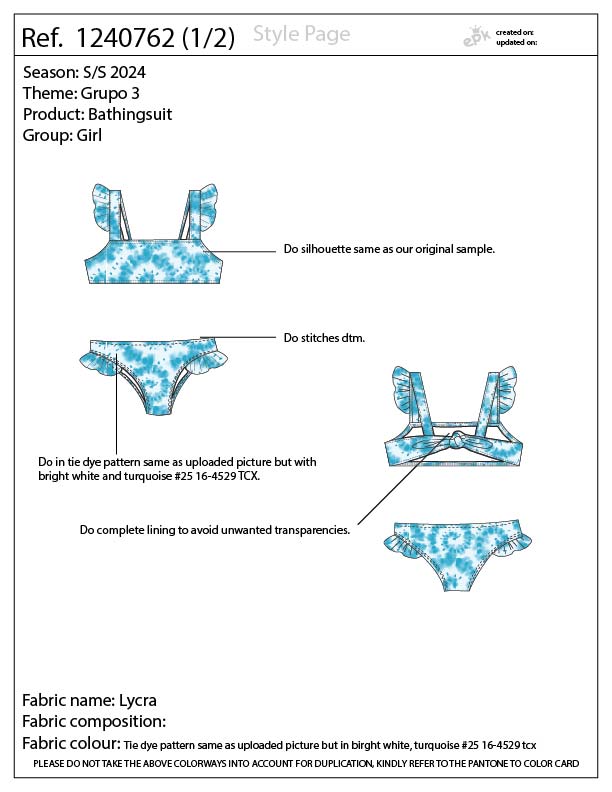 Ref. 1240762 (1/2) Style Page
epk
created on:
updated on:
Season: S/S 2024
Theme: Grupo 3
Product: Bathingsuit
Group: Girl
Do silhouette same as our original sample.
Do stitches dtm.
Do in tie dye pattern same as uploaded picture but with
bright white and turquoise #25 16-4529 TCX.
Do complete lining to avoid unwanted transparencies.
Fabric name: Lycra
Fabric composition:
Fabric colour: Tie dye pattern same as uploaded picture but in birght white, turquoise #25 16-4529 tcx
PLEASE DO NOT TAKE THE ABOVE COLORWAYS INTO ACCOUNT FOR DUPLICATION, KINDLY REFER TO THE PANTONE TO COLOR CARD